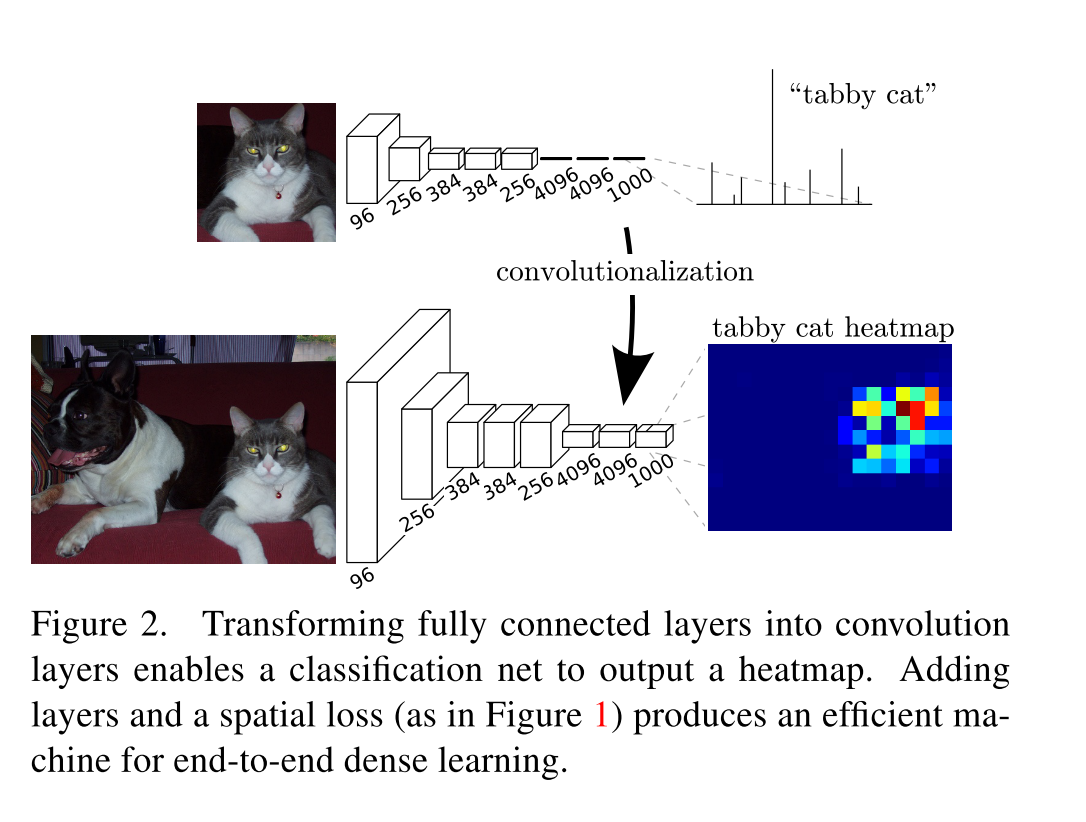 “tabby cat”
96
256
384
384
256
4096
4096
1000
convolutionalization
tabby cat heatmap
96
256
384
384
256
4096
4096
1000
Figure 2. Transforming fully connected layers into convolution
layers enables a classification net to output a heatmap. Adding
layers and a spatial loss (as in Figure 1) produces an efficient ma-
chine for end-to-end dense learning.